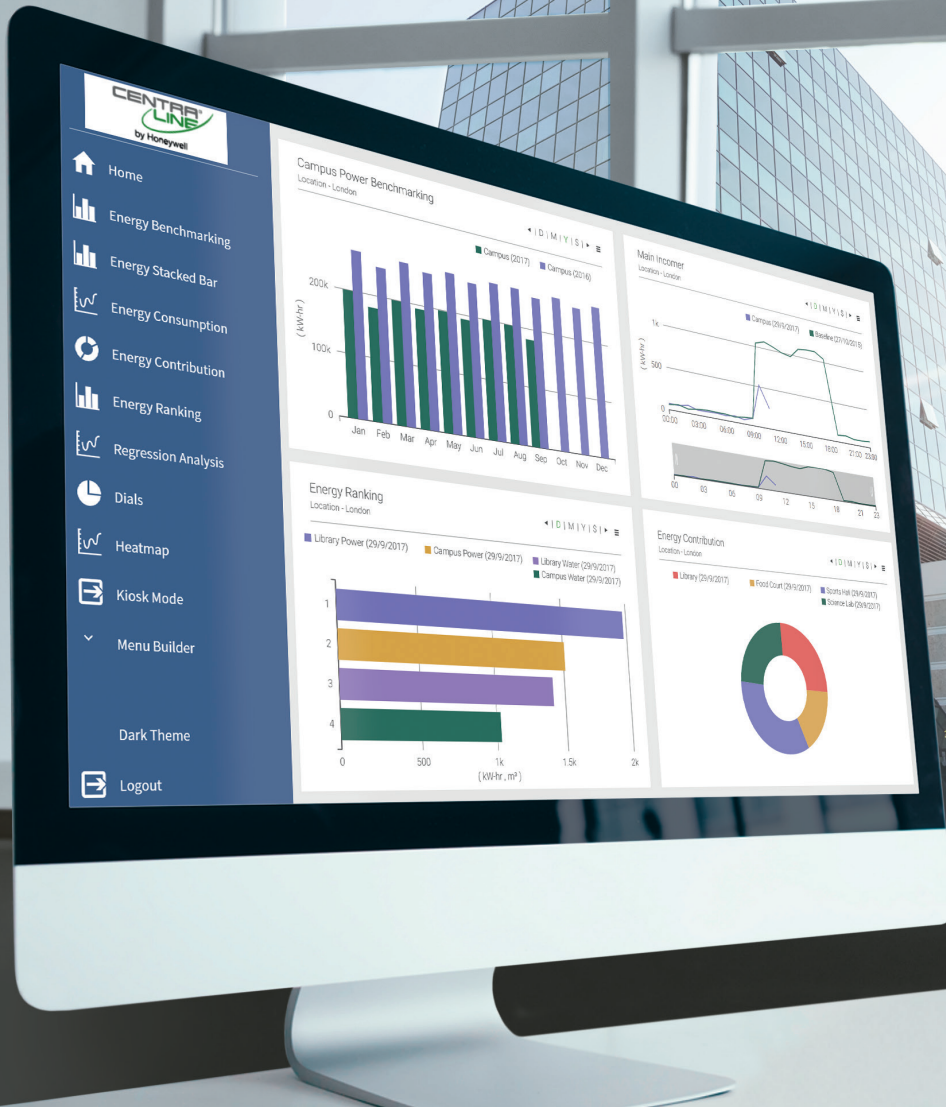 CENTRA
LINE
by Honeywell
Home
Energy Benchmarking
Energy Stacked Bar
Energy Consumption
Energy Contribution
Energy Ranking
Regression Analysis
Dials
Heatmap
Kiosk Mode
Menu Builder
Dark Theme
Logout
Campus Power Benchmarking
Location - London
| D | M | Y | S |
Campus (2017) Campus (2016)
( kW-hr )
200k
100k
0
Jan Feb Mar Apr May Jun Jul Aug Sep Oct Nov Dec
Main Incomer
Location - London
| D | M | Y | S |
Campus (29/9/2017) Baseline (27/10/2015)
(kW-hr)
1k
500
0
00:00 03:00 06:00 09:00 12:00 15:00 18:00 21:00 23:00
00 03 06 09 12 15 18 21 23
Energy Ranking
Location - London
| D | M | Y | S |
Library Power (29/9/2017) Campus Power (29/9/2017) Library Water (29/9/2017)
Campus Water (29/9/2017)
1
2
3
4
0 500 1k 1.5k 2k
( kW-hr , m³ )
Energy Contribution
Location - London
| D | M | Y | S |
Library (29/9/2017) Food Court (29/9/2017) Sports Hall (29/9/2017)
Science Lab (29/9/2017)